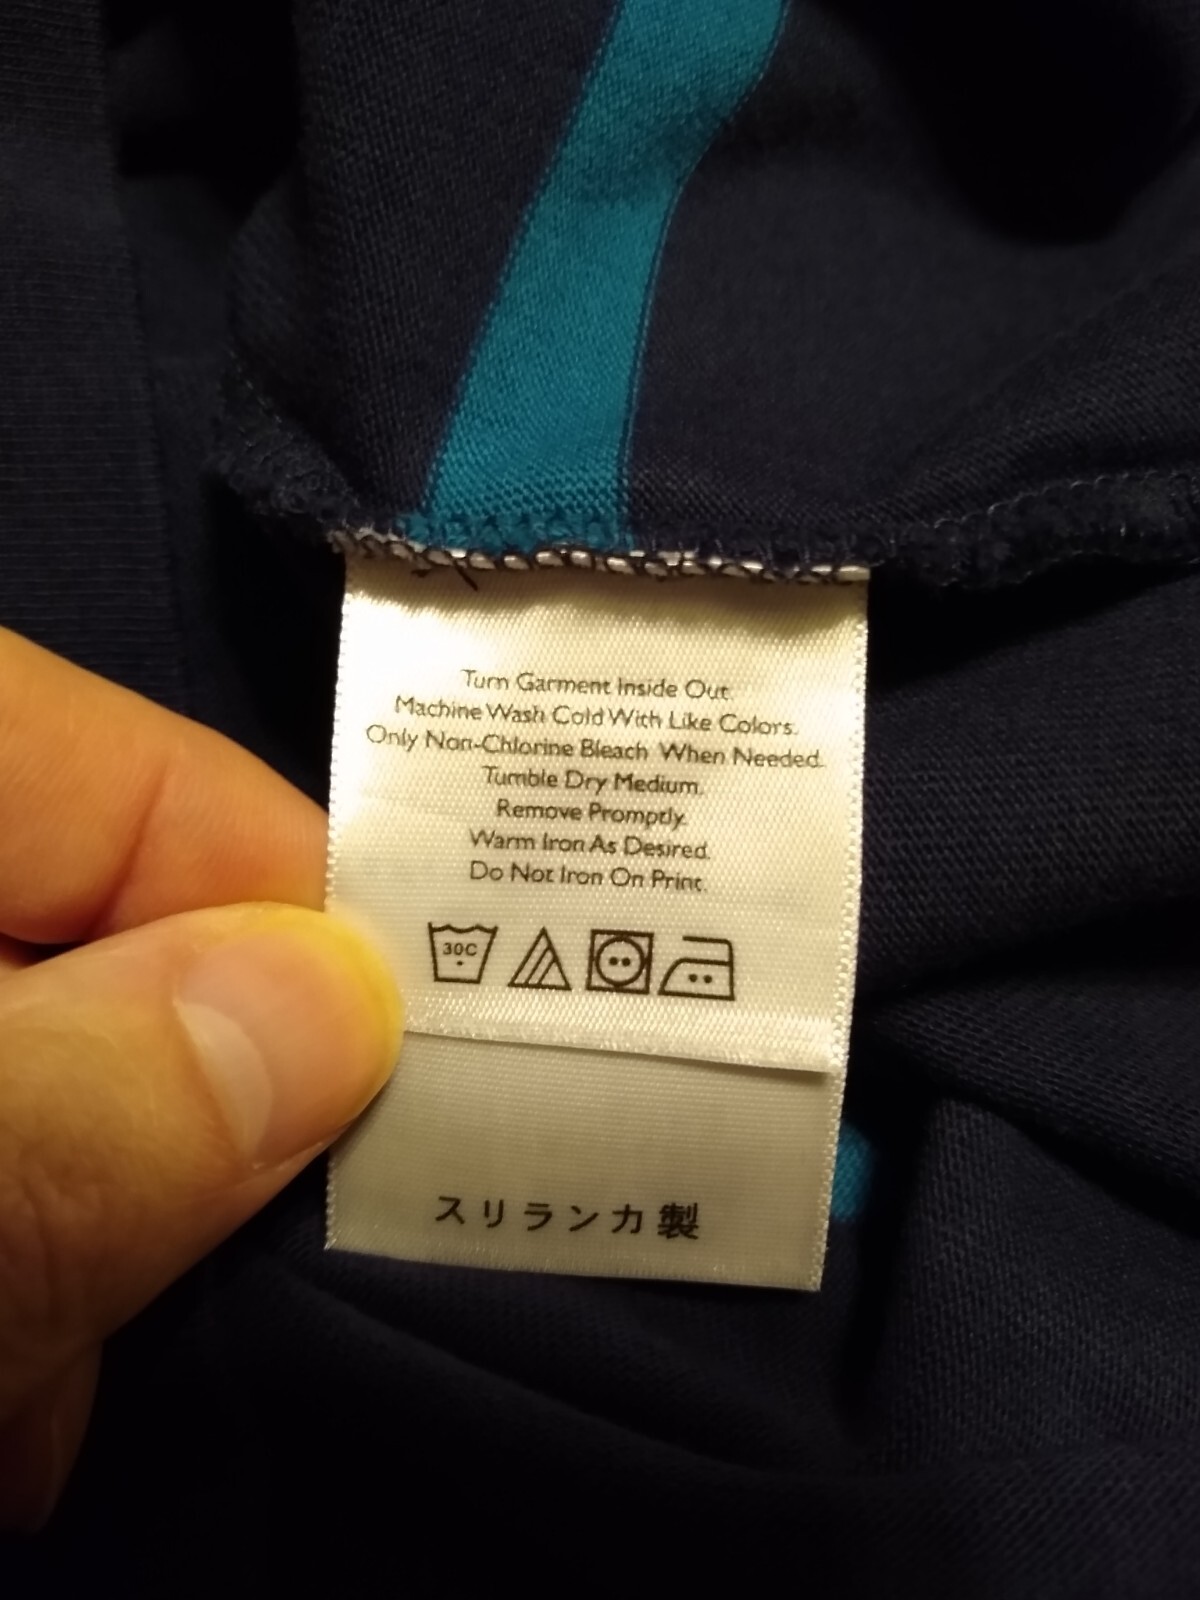 Turn Garment Inside Out.
Machine Wash Cold With Like Colors.
Only Non-Chlorine Bleach When Needed.
Tumble Dry Medium.
Remove Promptly.
Warm Iron As Desired.
Do Not Iron On Print.
30C
スリランカ製